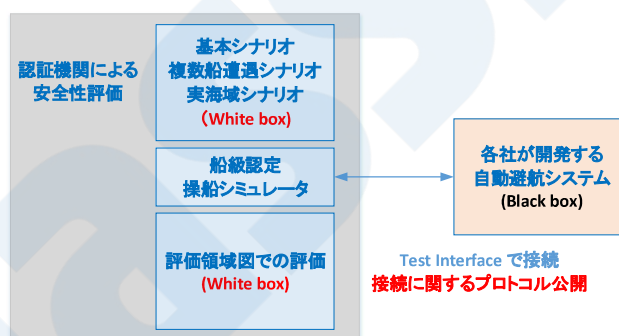 認証機関による
安全性評価
基本シナリオ
複数船遭遇シナリオ
実海域シナリオ
（White box)
船級認定
操船シミュレータ
評価領域図での評価
(White box)
各社が開発する
自動避航システム
(Black box)
Test Interface で接続
接続に関するプロトコル公開